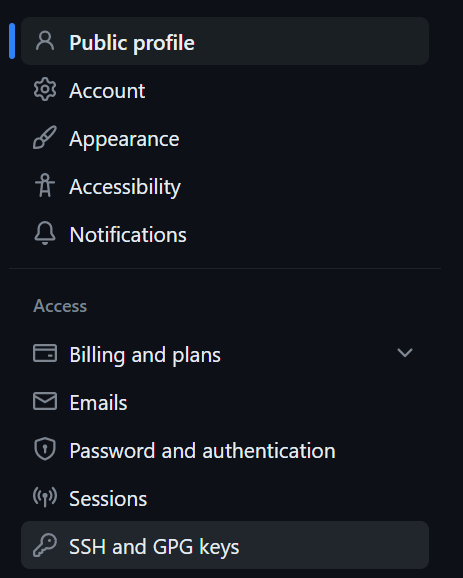 Public profile
Account
Appearance
Accessibility
Notifications
Access
Billing and plans
Emails
Password and authentication
Sessions
SSH and GPG keys